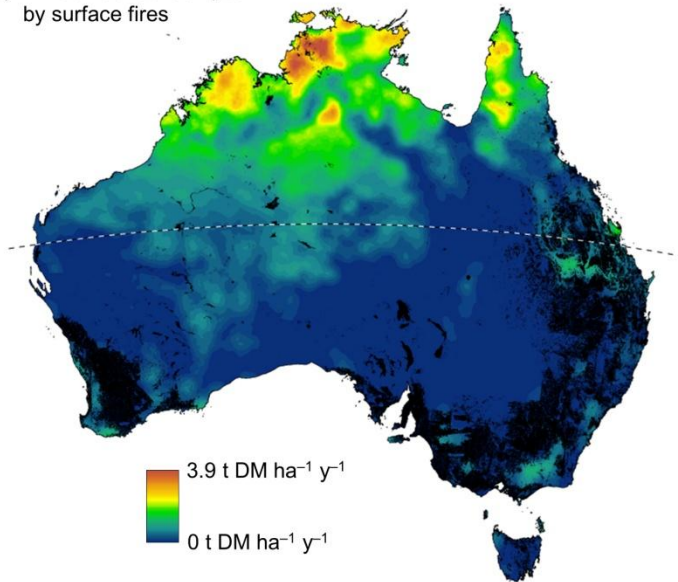 by surface fires
3.9 t DM ha⁻¹ y⁻¹
0 t DM ha⁻¹ y⁻¹